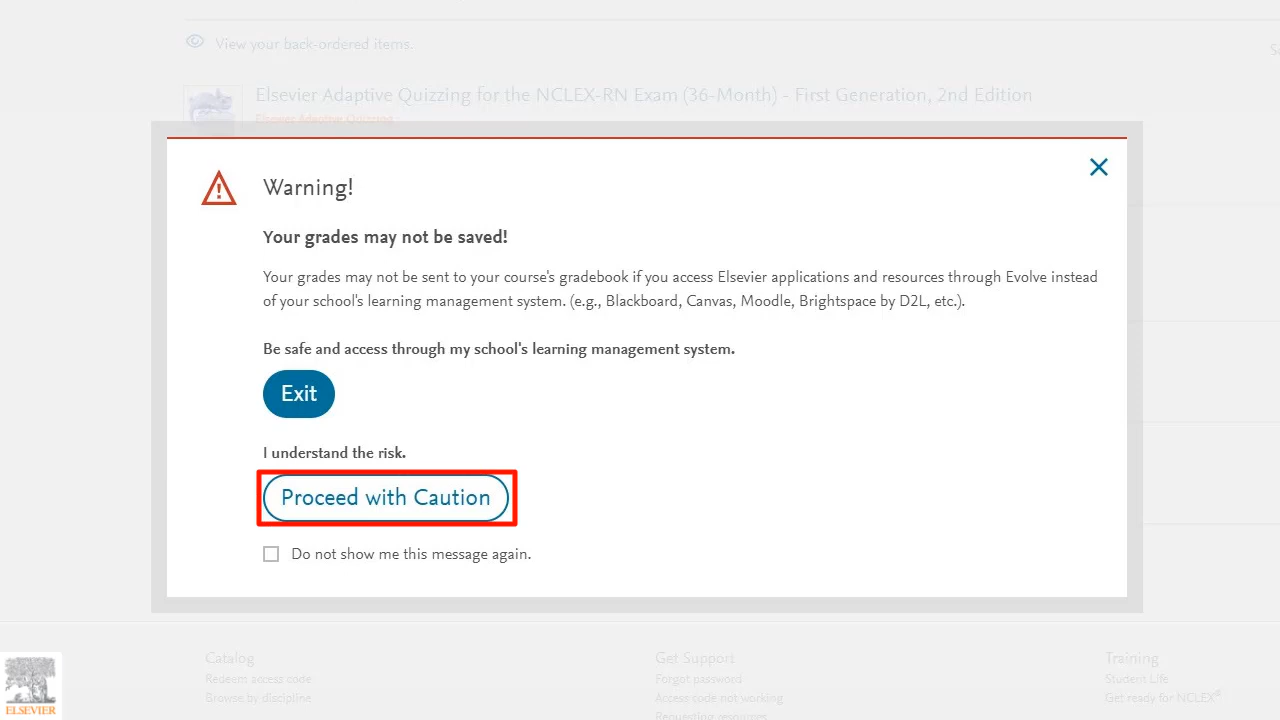 View your back-ordered items.
Elsevier Adaptive Quizzing for the NCLEX-RN Exam (36-Month) - First Generation, 2nd Edition
Elsevier Adaptive Quizzing
Warning!
Your grades may not be saved!
Your grades may not be sent to your course's gradebook if you access Elsevier applications and resources through Evolve instead
of your school's learning management system. (e.g., Blackboard, Canvas, Moodle, Brightspace by D2L, etc.).
Be safe and access through my school's learning management system.
Exit
I understand the risk.
Proceed with Caution
Do not show me this message again.
Catalog
Redeem access code
Browse by discipline
Get Support
Forgot password
Access code not working
Requesting resources
Training
Student Life
Get ready for NCLEX®
ELSEVIER